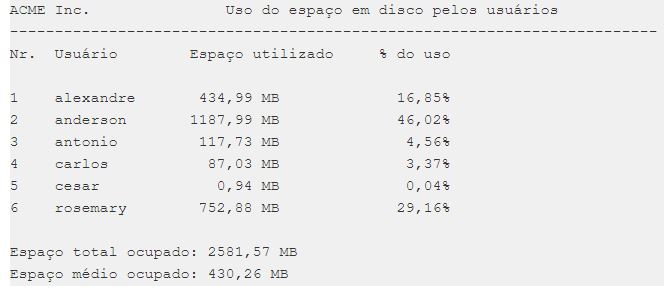 ACME Inc. Uso do espaço em disco pelos usuários
------------------------------------------------------------------------
Nr. Usuário Espaço utilizado % do uso
1 alexandre 434,99 MB 16,85%
2 anderson 1187,99 MB 46,02%
3 antonio 117,73 MB 4,56%
4 carlos 87,03 MB 3,37%
5 cesar 0,94 MB 0,04%
6 rosemary 752,88 MB 29,16%
Espaço total ocupado: 2581,57 MB
Espaço médio ocupado: 430,26 MB